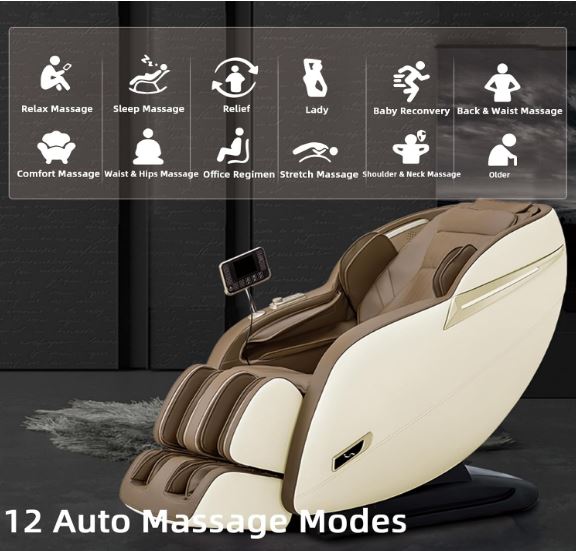 Relax Massage
Sleep Massage
Relief
Lady
Baby Reconvery
Back & Waist Massage
Comfort Massage
Waist & Hips Massage
Office Regimen
Stretch Massage
Shoulder & Neck Massage
Older
12 Auto Massage Modes